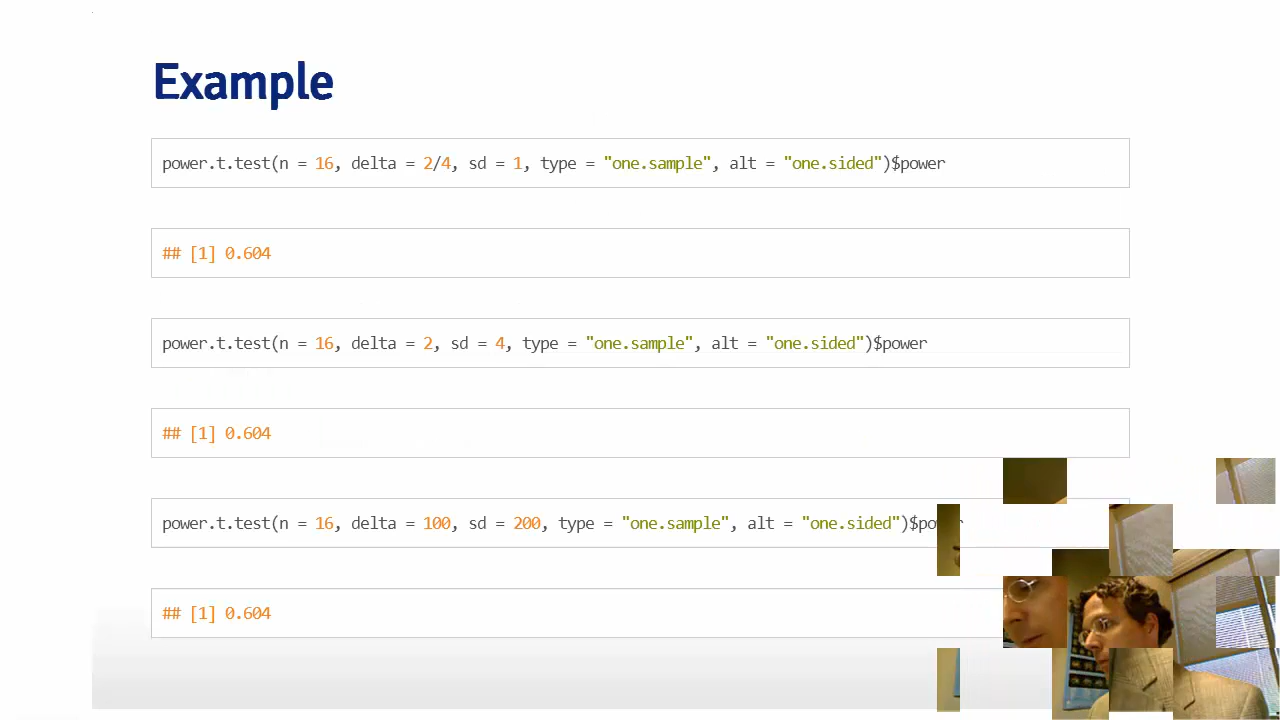 Example
power.t.test(n = 16, delta = 2/4, sd = 1, type = "one.sample", alt = "one.sided")$power
## [1] 0.604
power.t.test(n = 16, delta = 2, sd = 4, type = "one.sample", alt = "one.sided")$power
## [1] 0.604
power.t.test(n = 16, delta = 100, sd = 200, type = "one.sample", alt = "one.sided")$power
## [1] 0.604